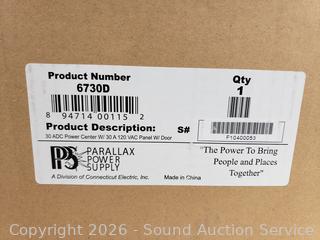 Product Number
6730D
8 94714 00115 2
Qty
1
Product Description:
30 ADC Power Center W/ 30 A 120 VAC Panel W/ Door
S#
F10400053
PPS PARALLAX
POWER
SUPPLY
A Division of Connecticut Electric, Inc.
Made in China
"The Power To Bring
People and Places
Together"
Copyright © 2026 - Sound Auction Service